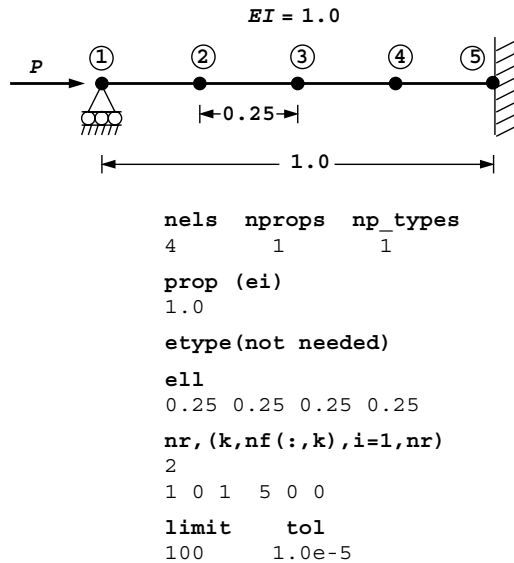 EI = 1.0
P 1 2 3 4 5
0.25
1.0
nels nprops np_types
4 1 1
prop (ei)
1.0
etype(not needed)
ell
0.25 0.25 0.25 0.25
nr,(k,nf(:,k),i=1,nr)
2
1 0 1 5 0 0
limit tol
100 1.0e-5